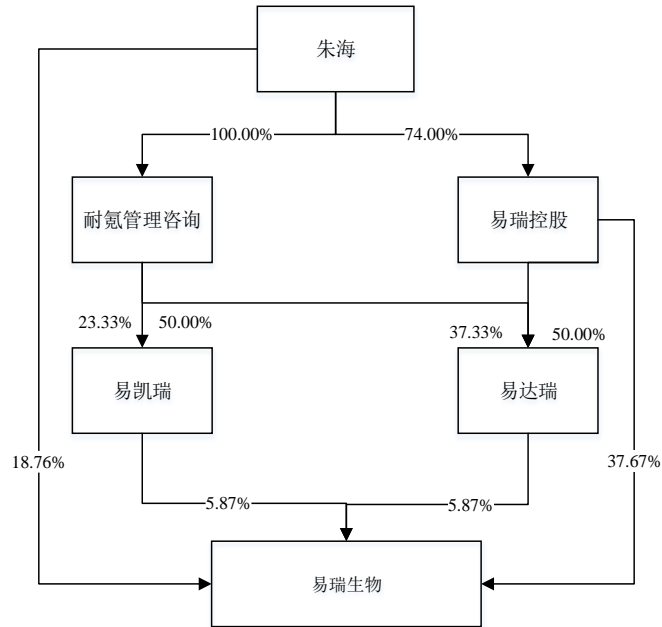 朱海
100.00%
74.00%
耐氪管理咨询
易瑞控股
23.33%
50.00%
37.33%
50.00%
易凯瑞
易达瑞
18.76%
37.67%
5.87%
5.87%
易瑞生物